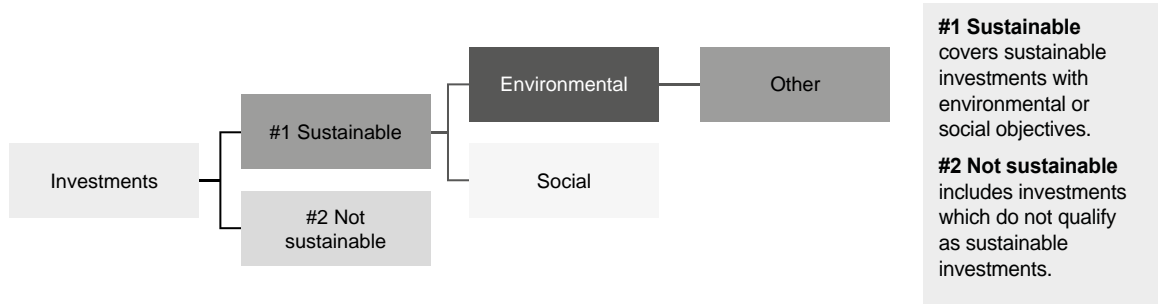 Investments
#1 Sustainable
#2 Not
sustainable
Environmental
Social
Other
#1 Sustainable
covers sustainable
investments with
environmental or
social objectives.
#2 Not sustainable
includes investments
which do not qualify
as sustainable
investments.